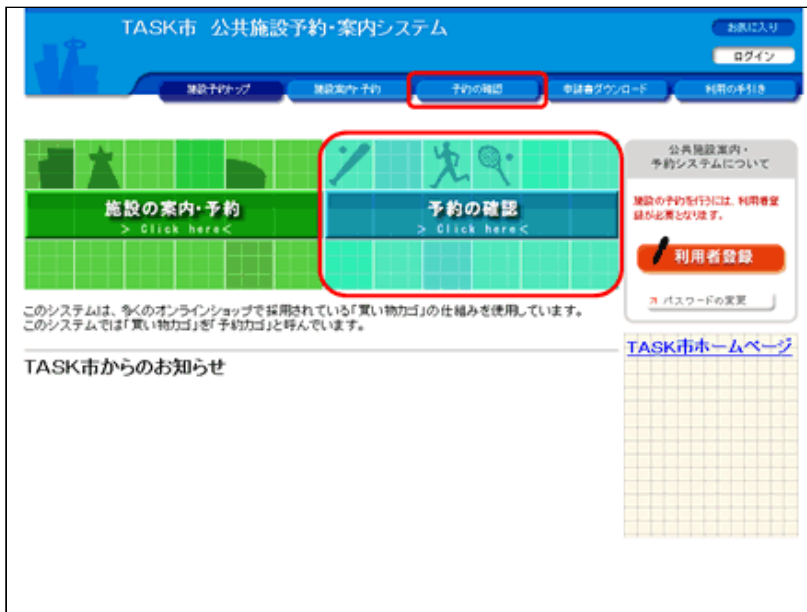 TASK市 公共施設予約・案内システム
お気に入り
ログイン
施設予約トップ
施設案内・予約
予約の確認
申請書ダウンロード
利用の手引き
施設の案内・予約
> Click here<
予約の確認
> Click here<
公共施設案内・
予約システムについて
施設の予約を行うには、利用者登
録が必要となります。
利用者登録
パスワードの変更
このシステムは、多くのオンラインショップで採用されている「買い物カゴ」の仕組みを使用しています。
このシステムでは「買い物カゴ」を「予約カゴ」と呼んでいます。
TASK市ホームページ
TASK市からのお知らせ